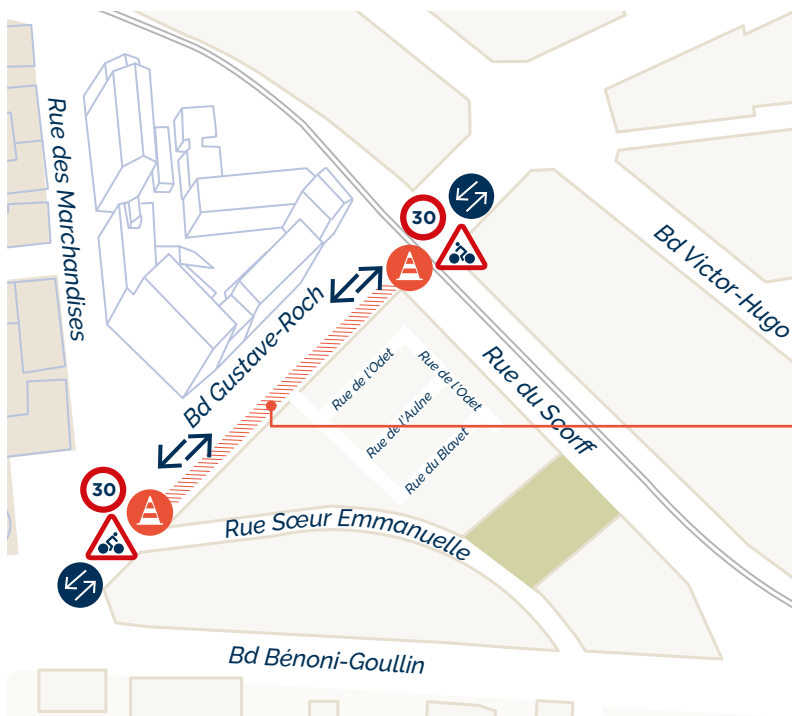 Rue des Marchandises
30
Bd Victor-Hugo
Bd Gustave-Roch
Rue de l'Odet
Rue de l'Odet
Rue du Scorff
Rue de l'Aulne
Rue du Blavet
30
Rue Sœur Emmanuelle
Bd Bénoni-Goullin